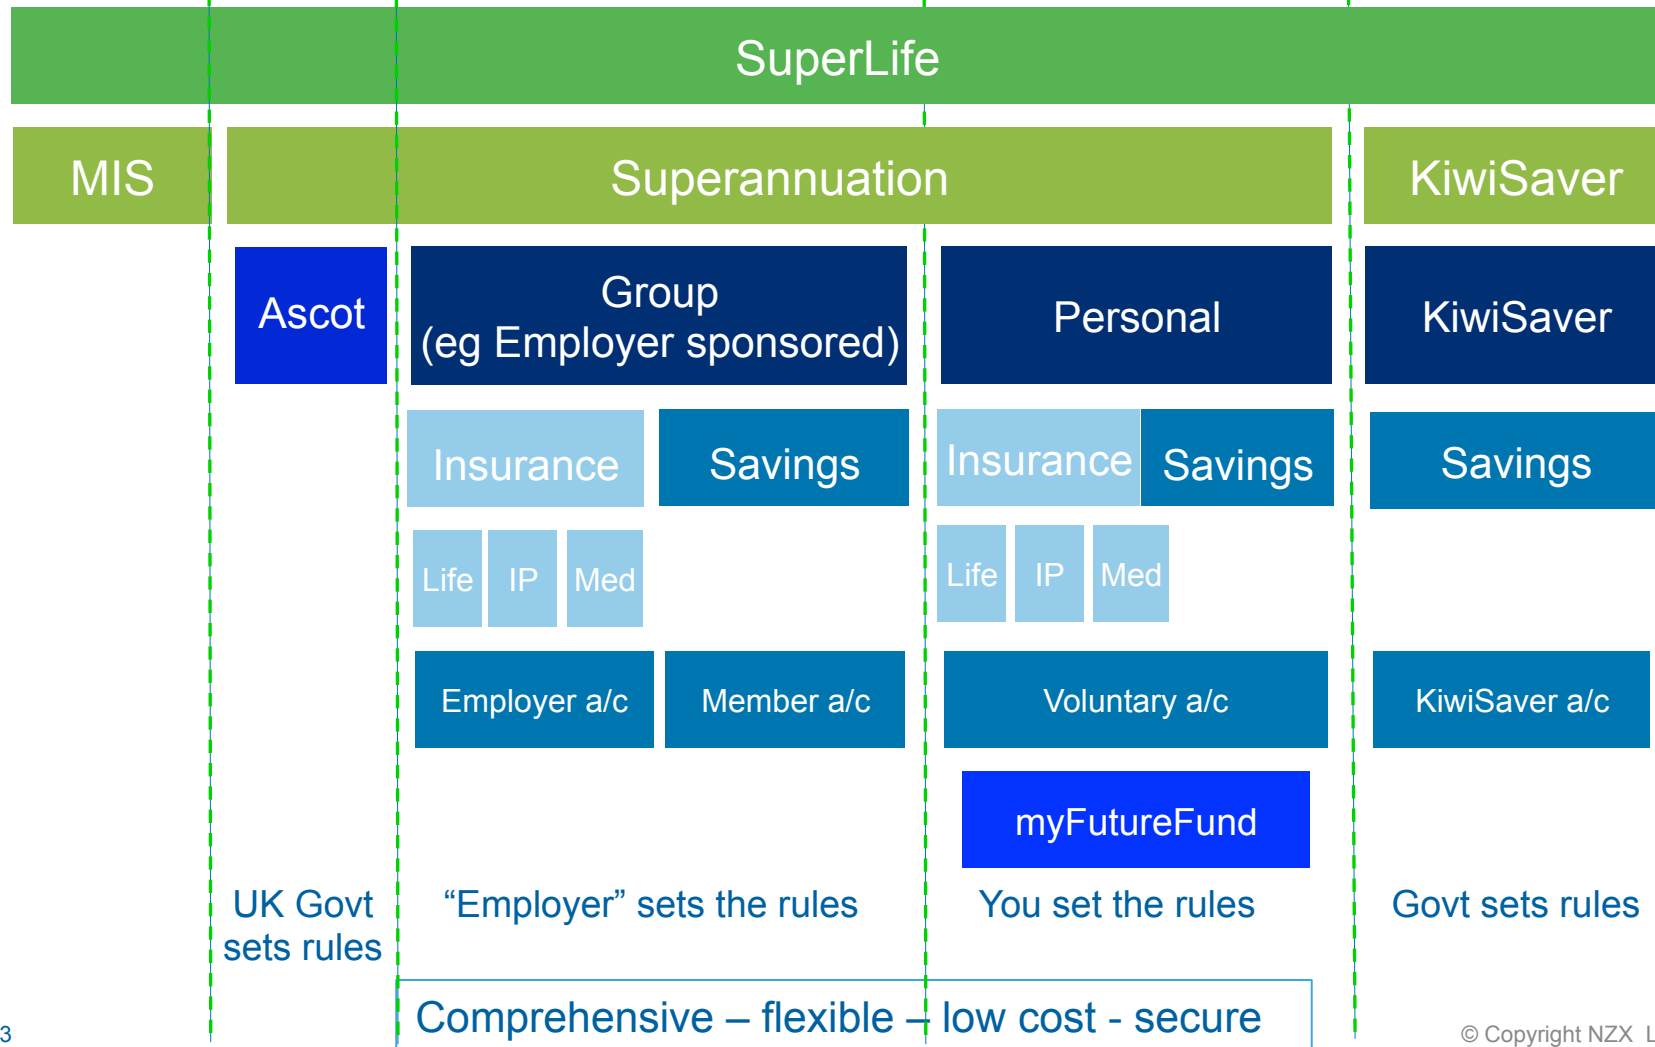 SuperLife
MIS
Superannuation
KiwiSaver
Ascot
Group
(eg Employer sponsored)
Personal
KiwiSaver
Insurance
Savings
Insurance
Savings
Savings
Life
IP
Med
Life
IP
Med
Employer a/c
Member a/c
Voluntary a/c
KiwiSaver a/c
myFutureFund
UK Govt
sets rules
“Employer” sets the rules
You set the rules
Govt sets rules
Comprehensive – flexible – low cost - secure
3
© Copyright NZX L